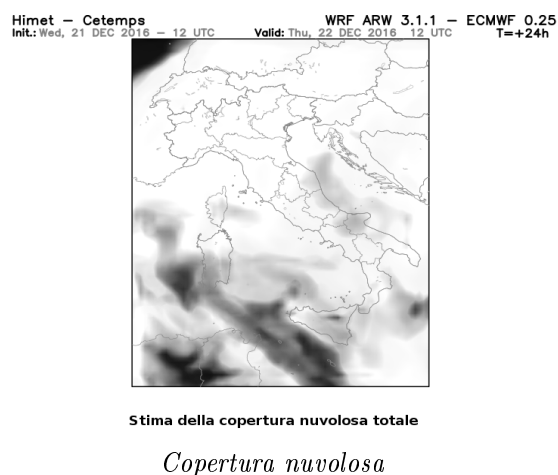 Himet – Cetemps WRF ARW 3.1.1 – ECMWF 0.25
Init.: Wed, 21 DEC 2016 – 12 UTC Valid: Thu, 22 DEC 2016 12 UTC T=+24h
Stima della copertura nuvolosa totale
Copertura nuvolosa